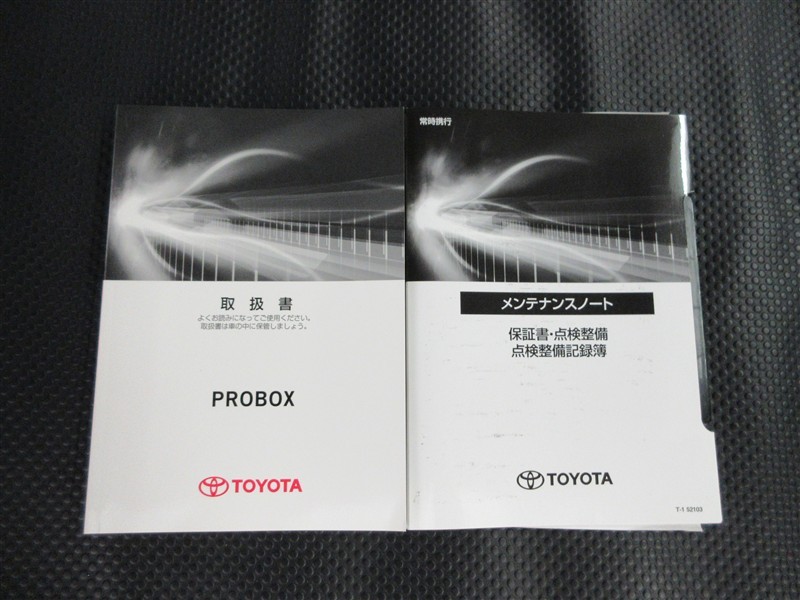 取扱書
よくお読みになってご使用ください。
取扱書は車の中に保管しましょう。
PROBOX
TOYOTA
常時携行
メンテナンスノート
保証書・点検整備
点検整備記録簿
TOYOTA
T-1 52103